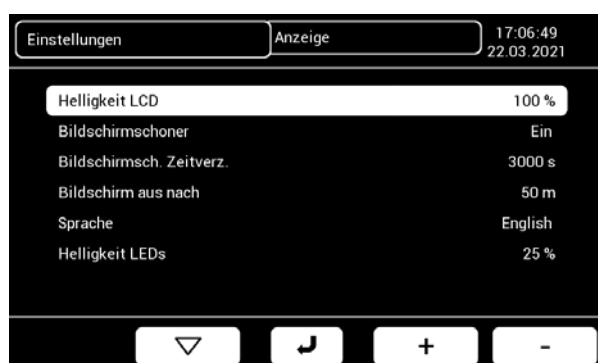 Einstellungen Anzeige 17:06:49
22.03.2021
Helligkeit LCD 100 %
Bildschirmschoner Ein
Bildschirmsch. Zeitverz. 3000 s
Bildschirm aus nach 50 m
Sprache English
Helligkeit LEDs 25 %
+ -